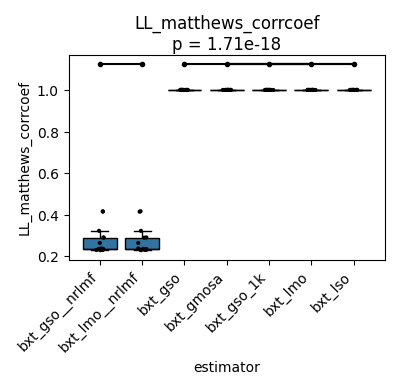 LL_matthews_corrcoef
p = 1.71e-18
LL_matthews_corrcoef
1.0
0.8
0.6
0.4
0.2
bxt_gso__nrlmf
bxt_lmo__nrlmf
bxt_gso
bxt_gmosa
bxt_gso_1k
bxt_lmo
bxt_lso
estimator